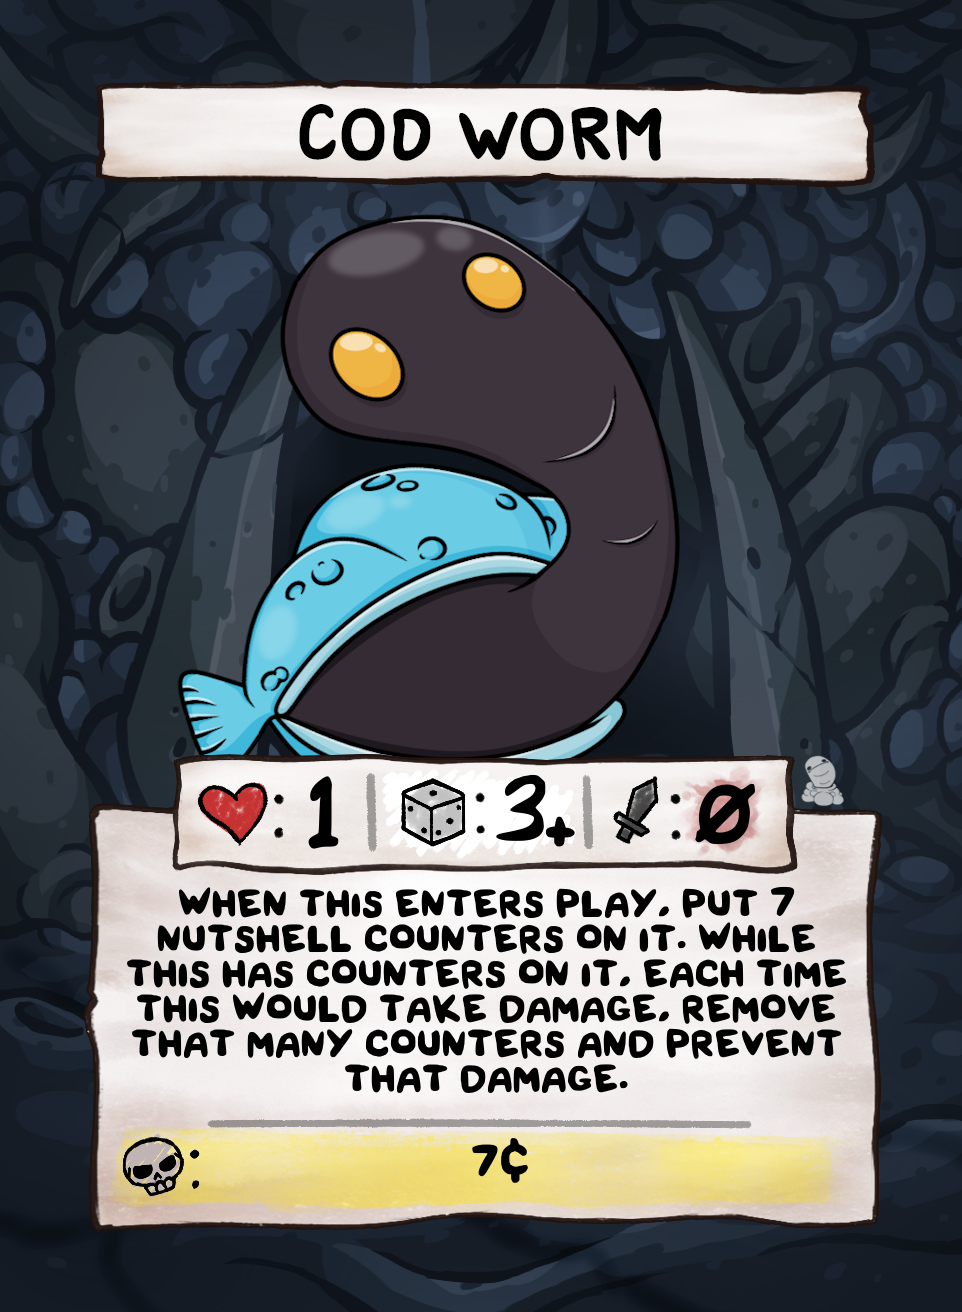 COD WORM
: 1 | : 3+ | : Ø
WHEN THIS ENTERS PLAY, PUT 7
NUTSHELL COUNTERS ON IT. WHILE
THIS HAS COUNTERS ON IT, EACH TIME
THIS WOULD TAKE DAMAGE, REMOVE
THAT MANY COUNTERS AND PREVENT
THAT DAMAGE.
: 7¢